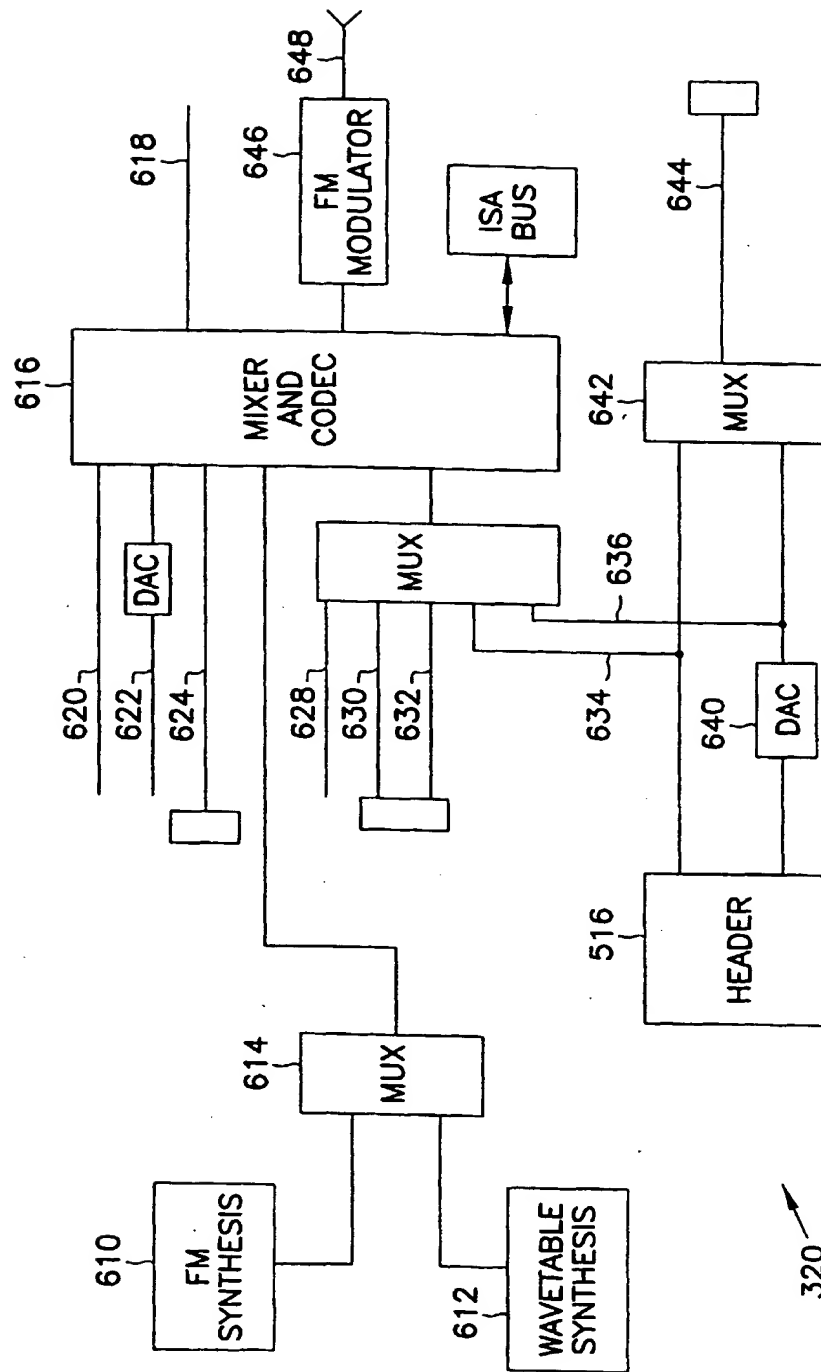 610
FM
SYNTHESIS
612
WAVETABLE
SYNTHESIS
614
MUX
616
MIXER
AND
CODEC
618
620
622
DAC
624
628
630
632
MUX
634
636
646
FM
MODULATOR
648
ISA
BUS
516
HEADER
640
DAC
642
MUX
644
320